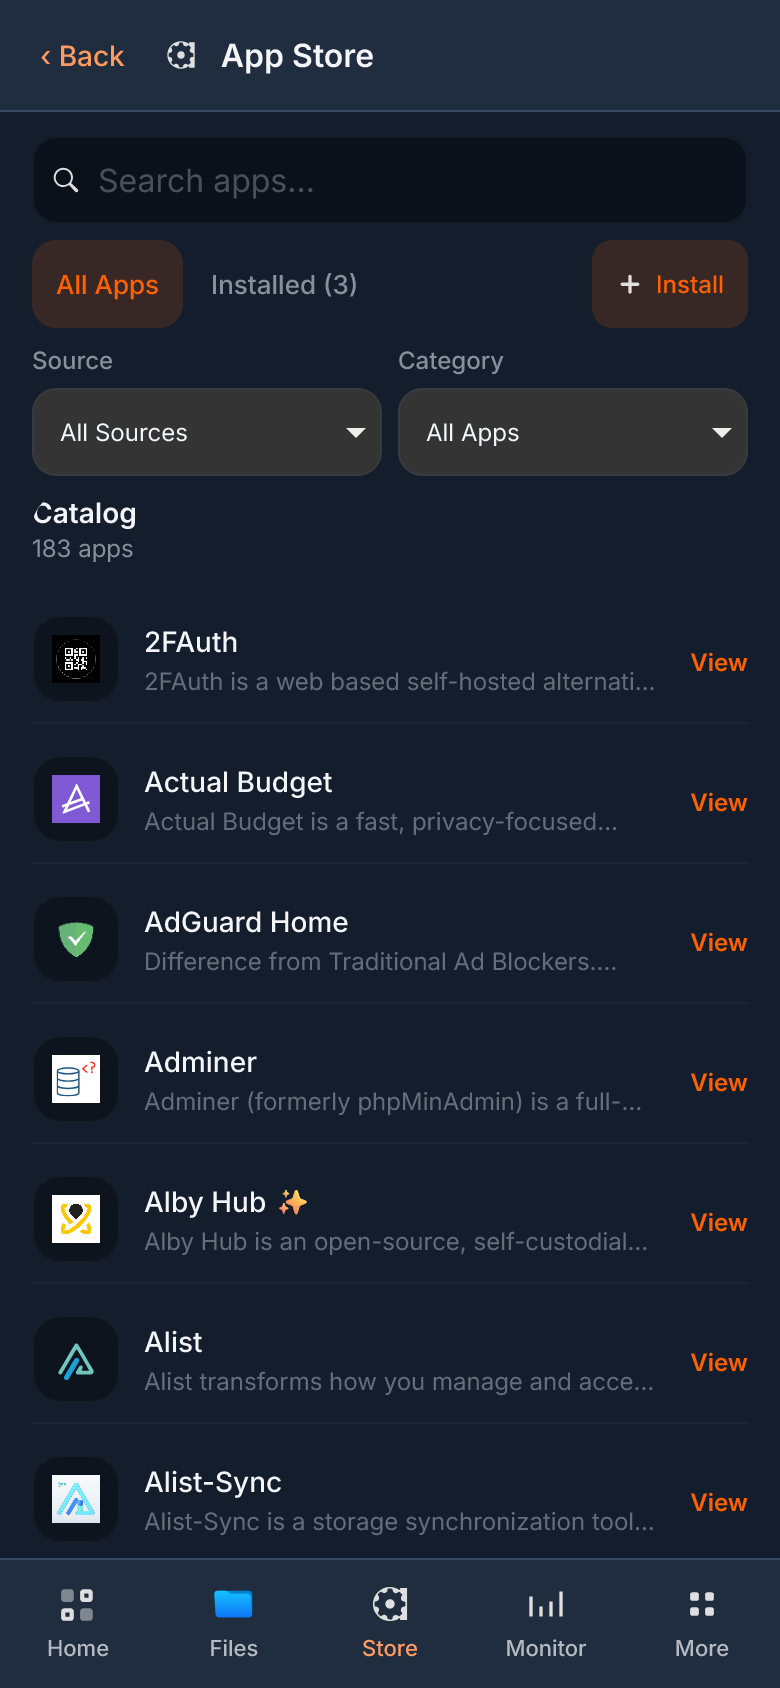 ‹ Back
App Store
Search apps...
All Apps
Installed (3)
+ Install
Source
Category
All Sources
All Apps
Catalog
183 apps
2FAuth
2FAuth is a web based self-hosted alternati...
View
Actual Budget
Actual Budget is a fast, privacy-focused...
View
AdGuard Home
Difference from Traditional Ad Blockers....
View
Adminer
Adminer (formerly phpMinAdmin) is a full-...
View
Alby Hub ✨
Alby Hub is an open-source, self-custodial...
View
Alist
Alist transforms how you manage and acce...
View
Alist-Sync
Alist-Sync is a storage synchronization tool...
View
Home
Files
Store
Monitor
More